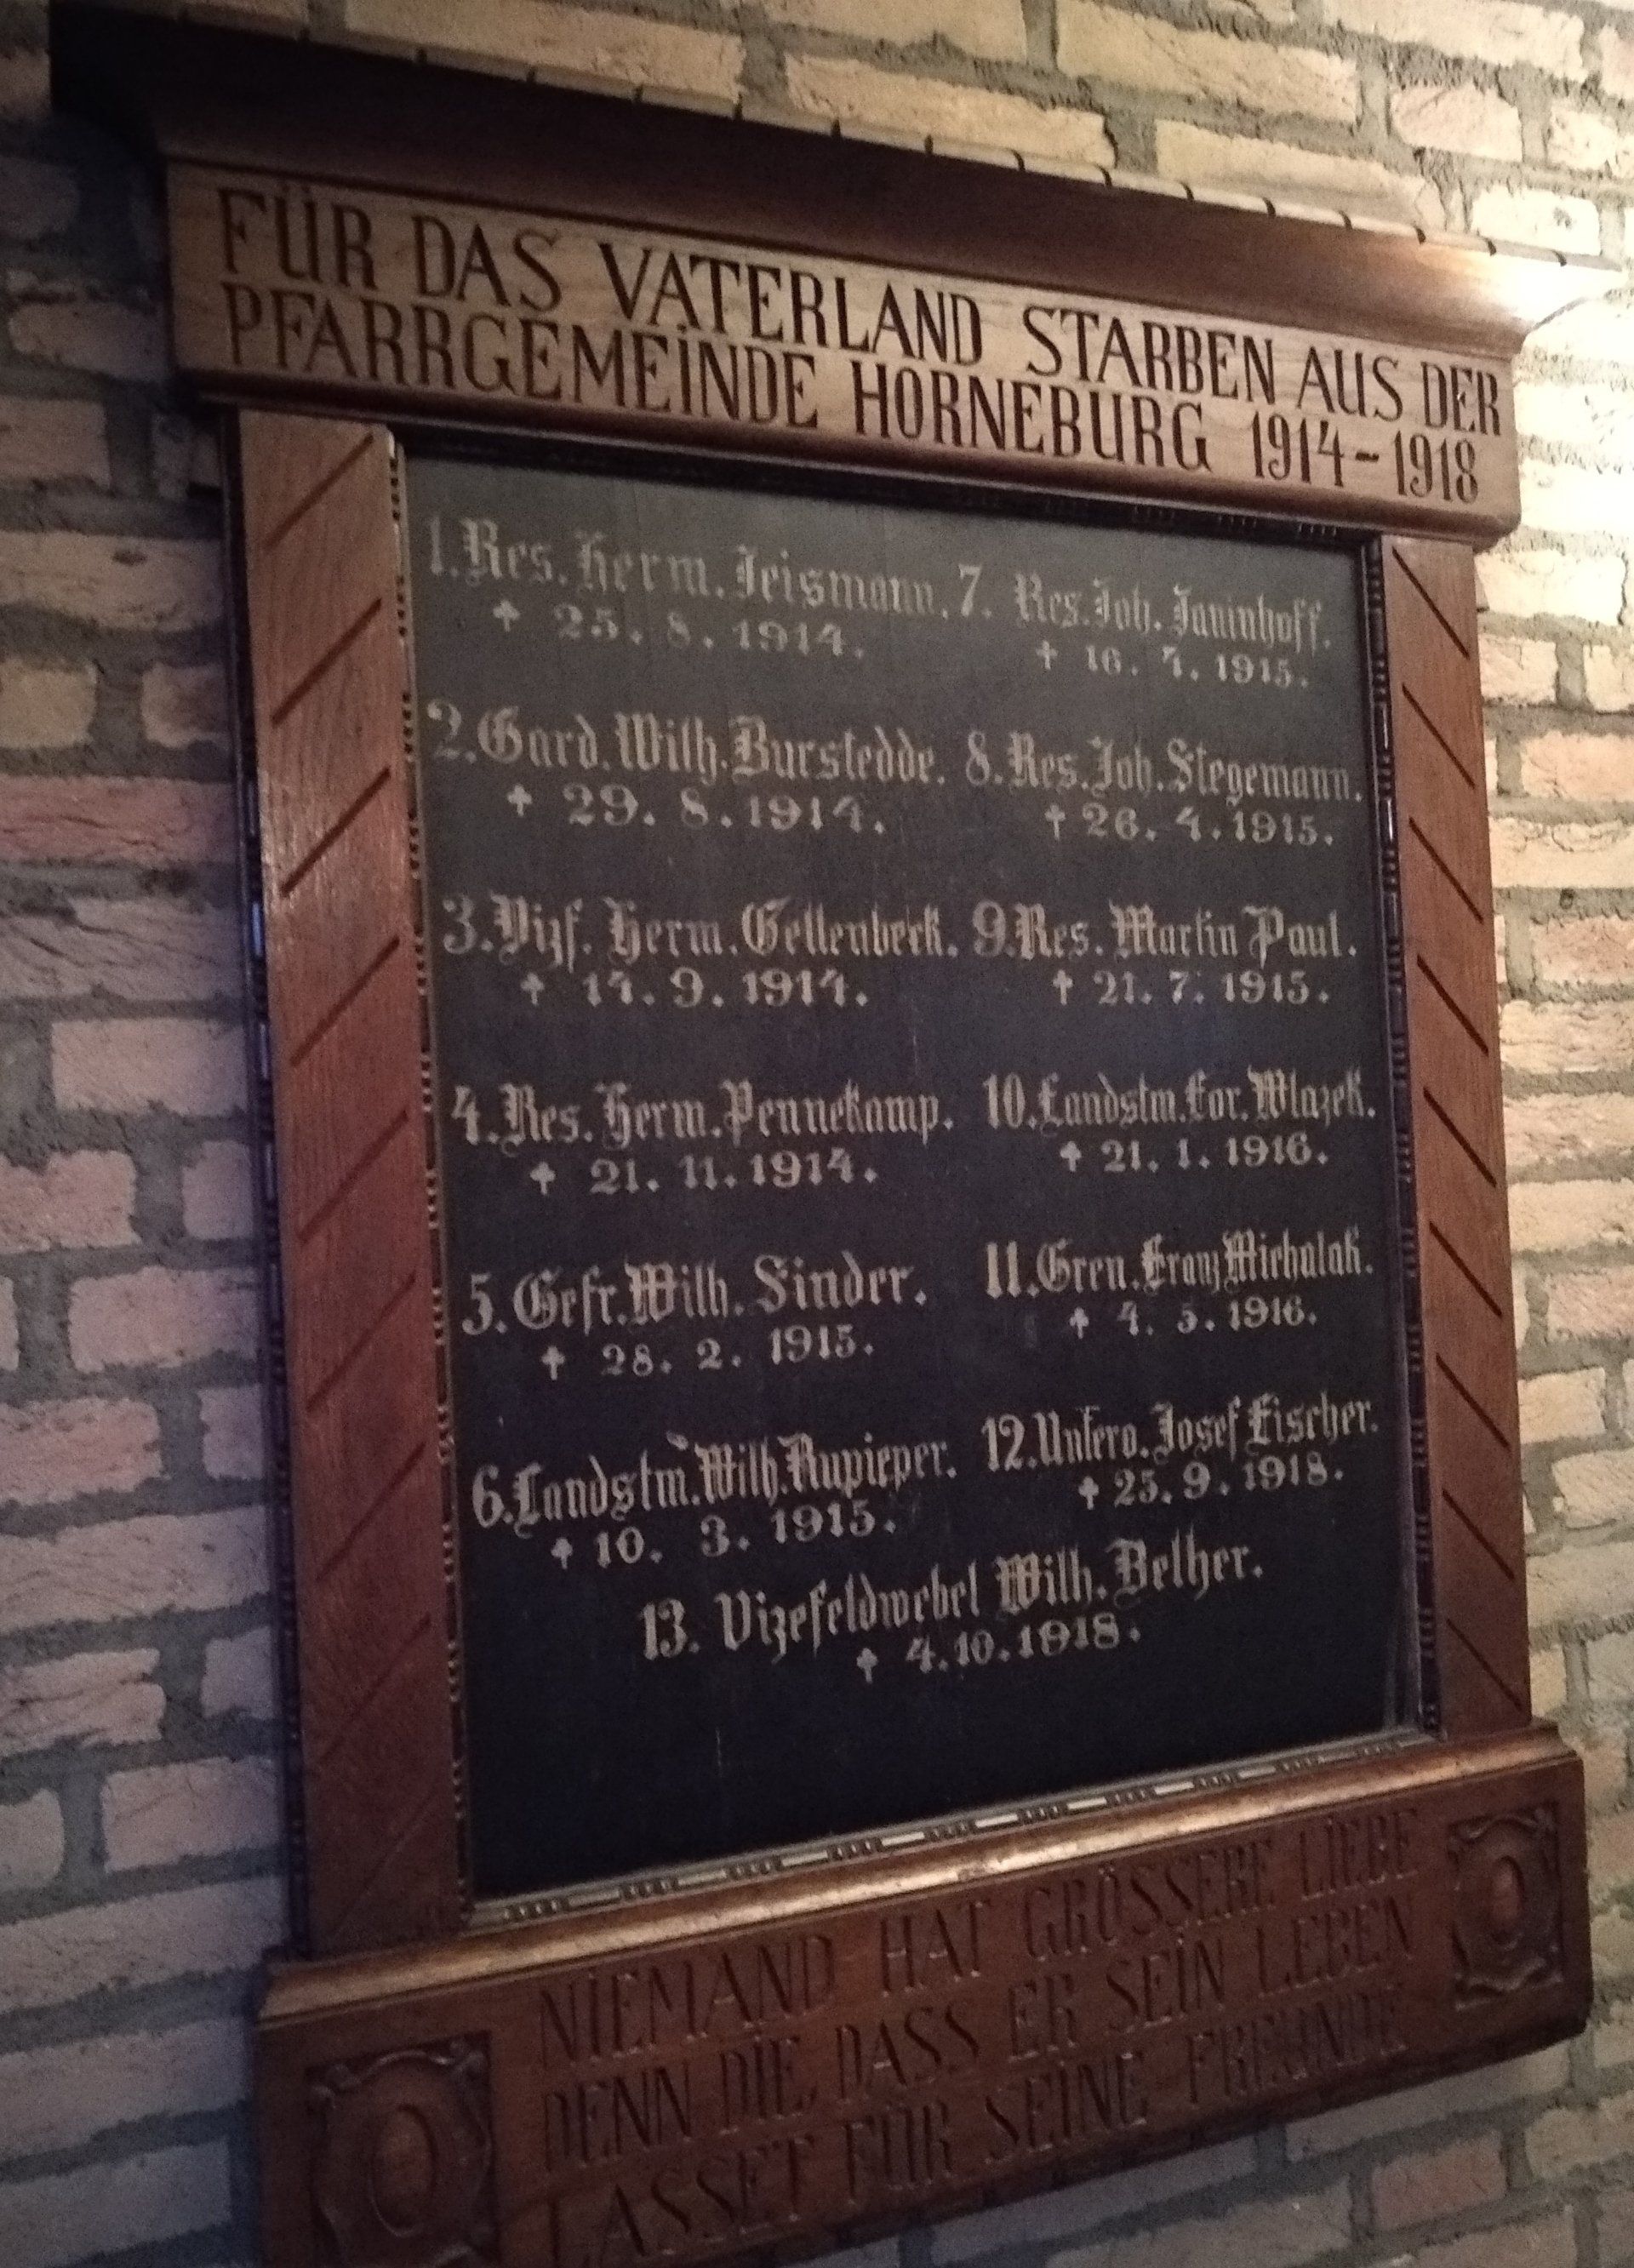 FÜR DAS VATERLAND STARBEN AUS DER
PFARRGEMEINDE HORNEBURG 1914-1918
1. Res. Herm. Jeismann.
✝ 25. 8. 1914.
2. Gard. Wilh. Burstedde.
✝ 29. 8. 1914.
3. Vizf. Herm. Gellenbeck.
✝ 14. 9. 1914.
4. Res. Herm. Pennekamp.
✝ 21. 11. 1914.
5. Gefr. Wilh. Sinder.
✝ 28. 2. 1915.
6. Landstm. Wilh. Rupieper.
✝ 10. 3. 1915.
7. Res. Joh. Janinhoff.
✝ 16. 4. 1915.
8. Res. Joh. Stegemann.
✝ 26. 4. 1915.
9. Res. Martin Paul.
✝ 21. 7. 1915.
10. Landstm. Lor. Wlazek.
✝ 21. 1. 1916.
11. Gren. Franz Michalak.
✝ 4. 5. 1916.
12. Untero. Josef Fischer.
✝ 25. 9. 1918.
13. Vizefeldwebel Wilh. Belher.
✝ 4. 10. 1918.
NIEMAND HAT GRÖSSERE LIEBE
DENN DIE, DASS ER SEIN LEBEN
LASSET FÜR SEINE FREUNDE